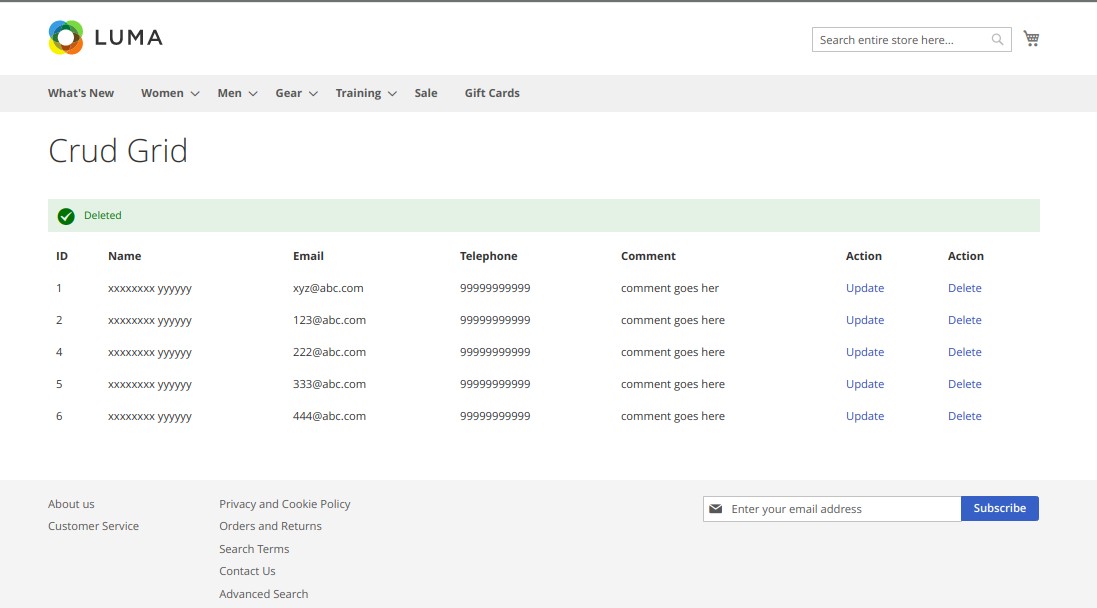 LUMA
Search entire store here...
What's New Women Men Gear Training Sale Gift Cards
Crud Grid
Deleted
ID Name Email Telephone Comment Action Action
1 xxxxxxxx yyyyyy xyz@abc.com 99999999999 comment goes her Update Delete
2 xxxxxxxx yyyyyy 123@abc.com 99999999999 comment goes here Update Delete
4 xxxxxxxx yyyyyy 222@abc.com 99999999999 comment goes here Update Delete
5 xxxxxxxx yyyyyy 333@abc.com 99999999999 comment goes here Update Delete
6 xxxxxxxx yyyyyy 444@abc.com 99999999999 comment goes here Update Delete
About us
Customer Service
Privacy and Cookie Policy
Orders and Returns
Search Terms
Contact Us
Advanced Search
Enter your email address
Subscribe